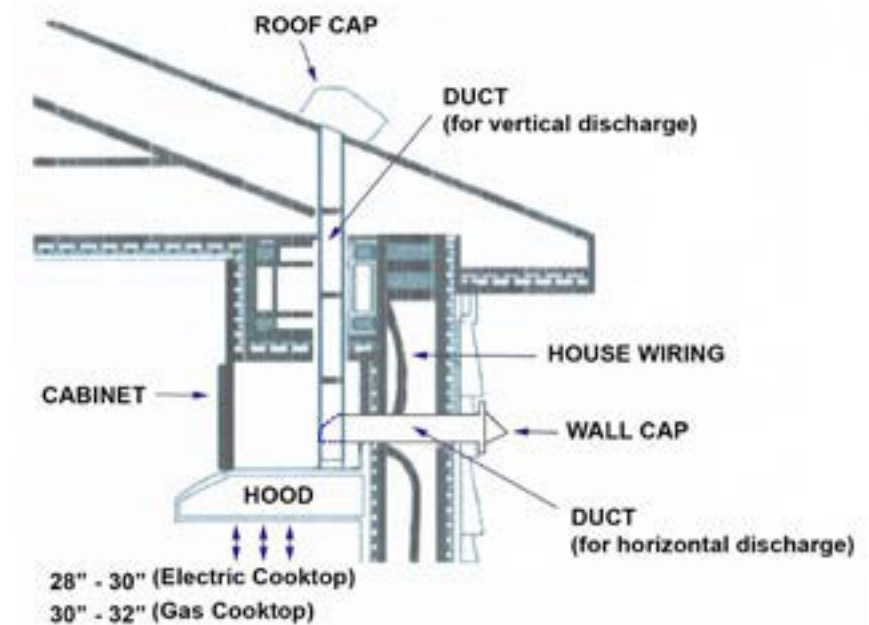 ROOF CAP
DUCT
(for vertical discharge)
HOUSE WIRING
CABINET
WALL CAP
HOOD
DUCT
(for horizontal discharge)
28" - 30" (Electric Cooktop)
30" - 32" (Gas Cooktop)